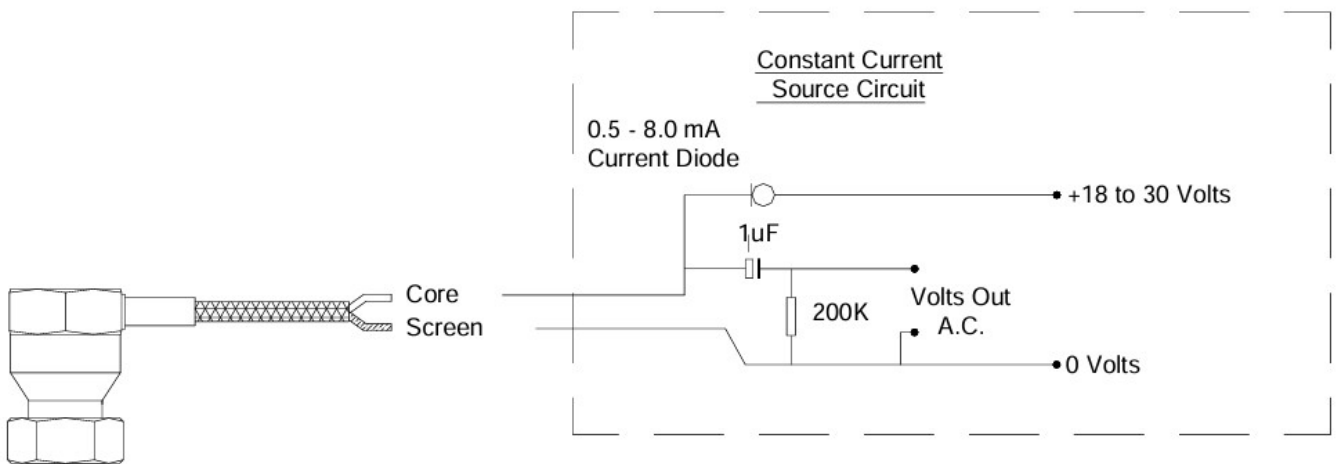 Constant Current
Source Circuit
0.5 - 8.0 mA
Current Diode
+18 to 30 Volts
1uF
Core
Screen
200K
Volts Out
A.C.
0 Volts